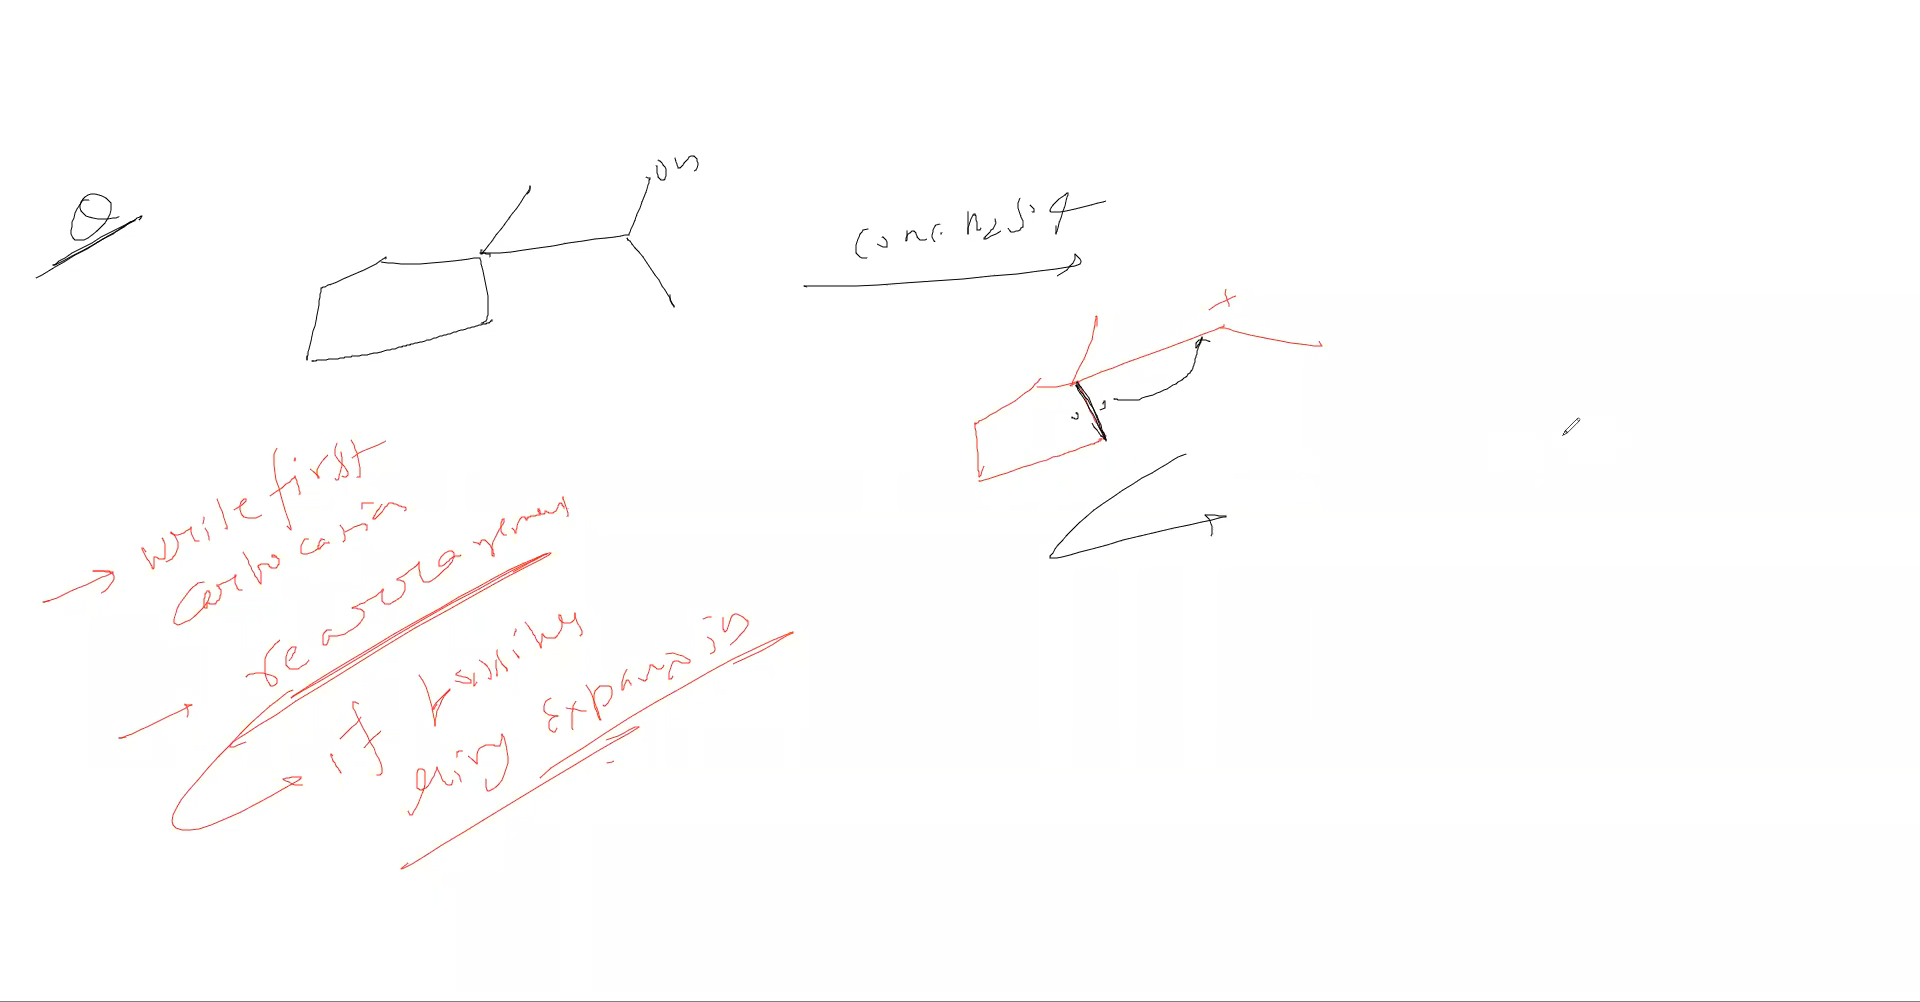 Q
OH
conc. H2SO4
+
→ write first
carbocation
→ rearrangement
if possible
ring Expansion